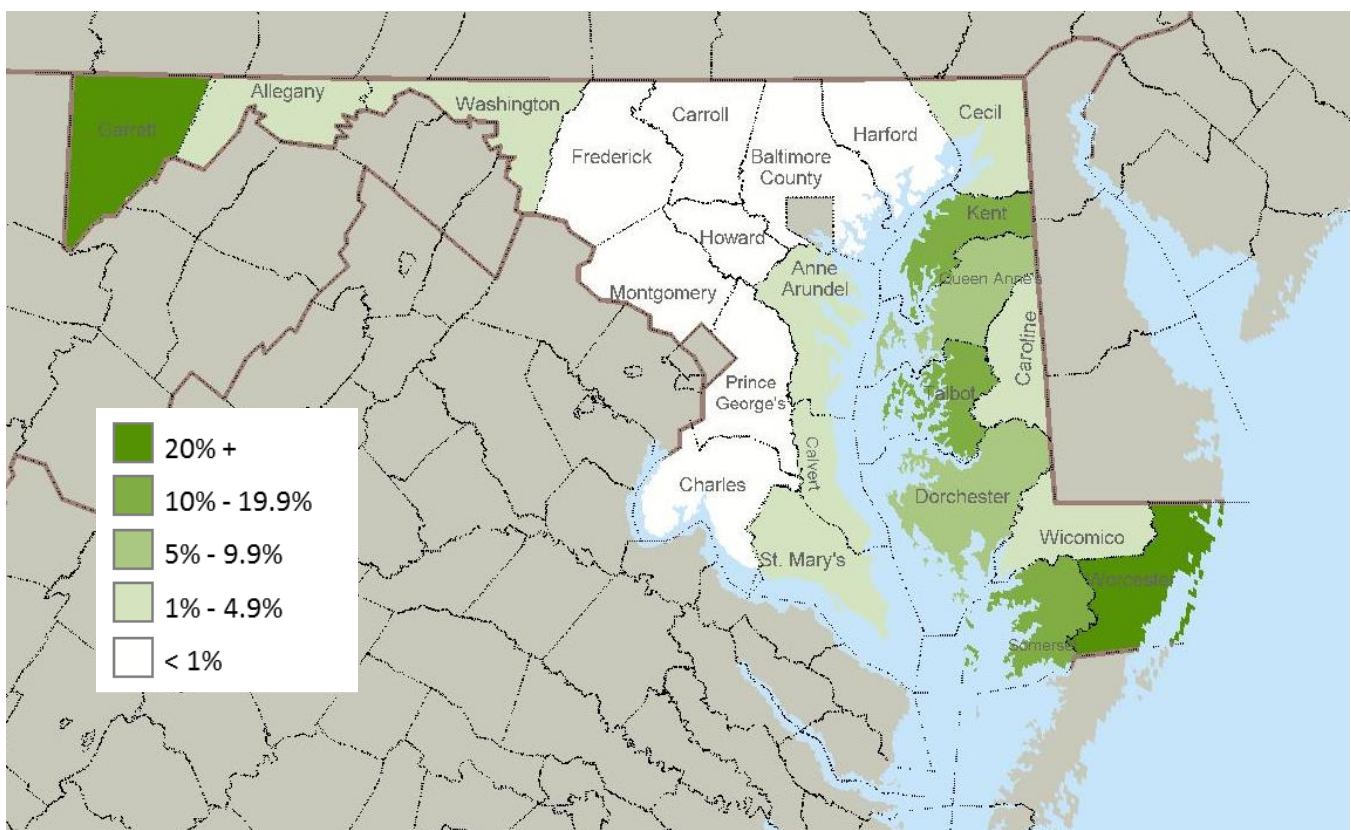 Garrett
Allegany
Washington
Frederick
Carroll
Baltimore
County
Harford
Cecil
Howard
Montgomery
Anne
Arundel
Prince
George's
Charles
Calvert
St. Mary's
Kent
Queen Anne's
Caroline
Talbot
Dorchester
Wicomico
Worcester
Somerse
20% +
10% - 19.9%
5% - 9.9%
1% - 4.9%
< 1%